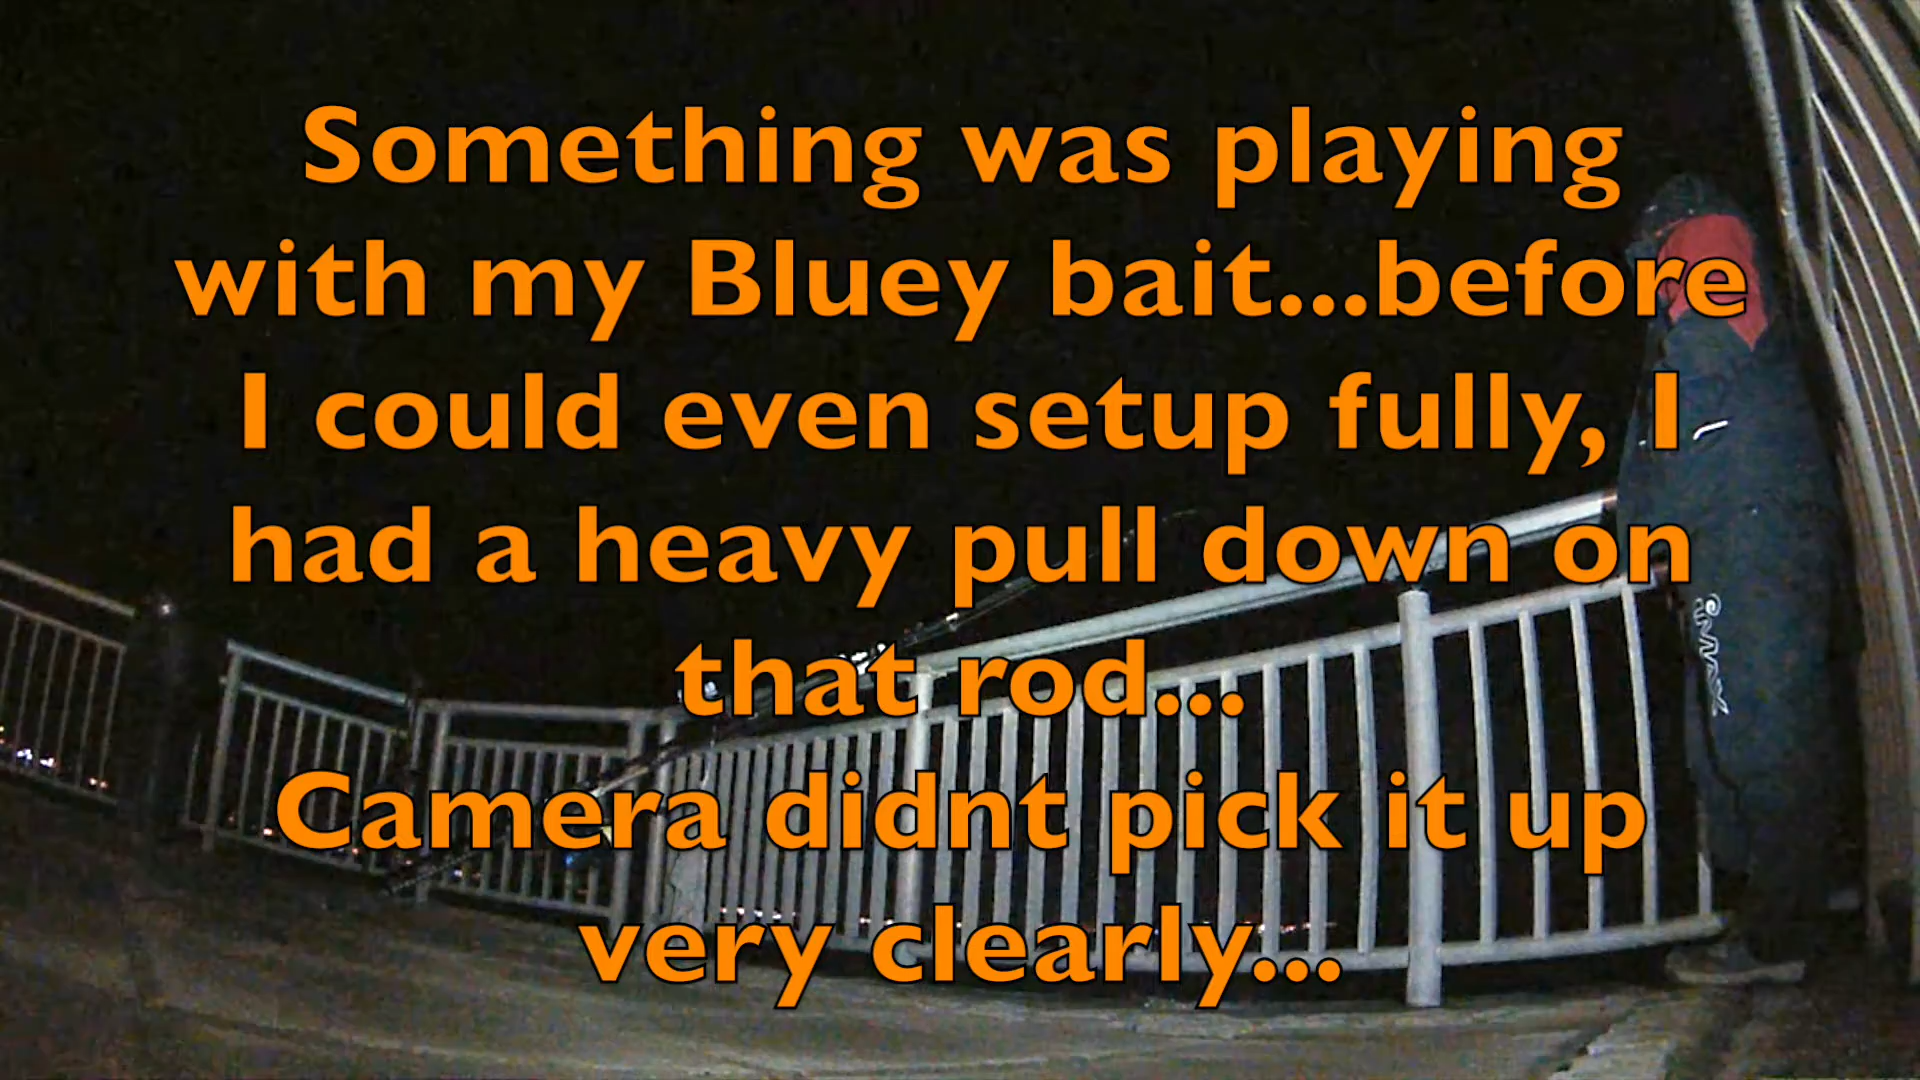 Something was playing
with my Bluey bait...before
I could even setup fully, I
had a heavy pull down on
that rod...
Camera didnt pick it up
very clearly...